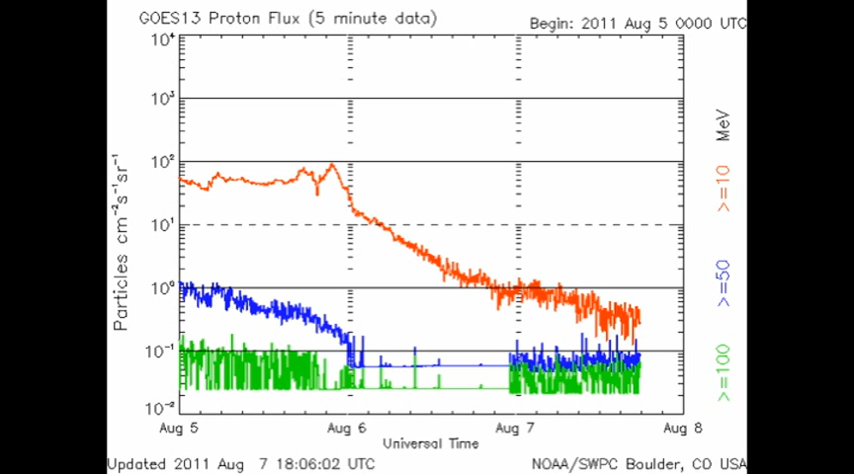 GOES13 Proton Flux (5 minute data)
Begin: 2011 Aug 5 0000 UTC
10⁴
10³
10²
10¹
10⁰
10⁻¹
10⁻²
Particles cm⁻²s⁻¹sr⁻¹
MeV
>=10
>=50
>=100
Aug 5
Aug 6
Aug 7
Aug 8
Universal Time
Updated 2011 Aug 7 18:06:02 UTC
NOAA/SWPC Boulder, CO USA